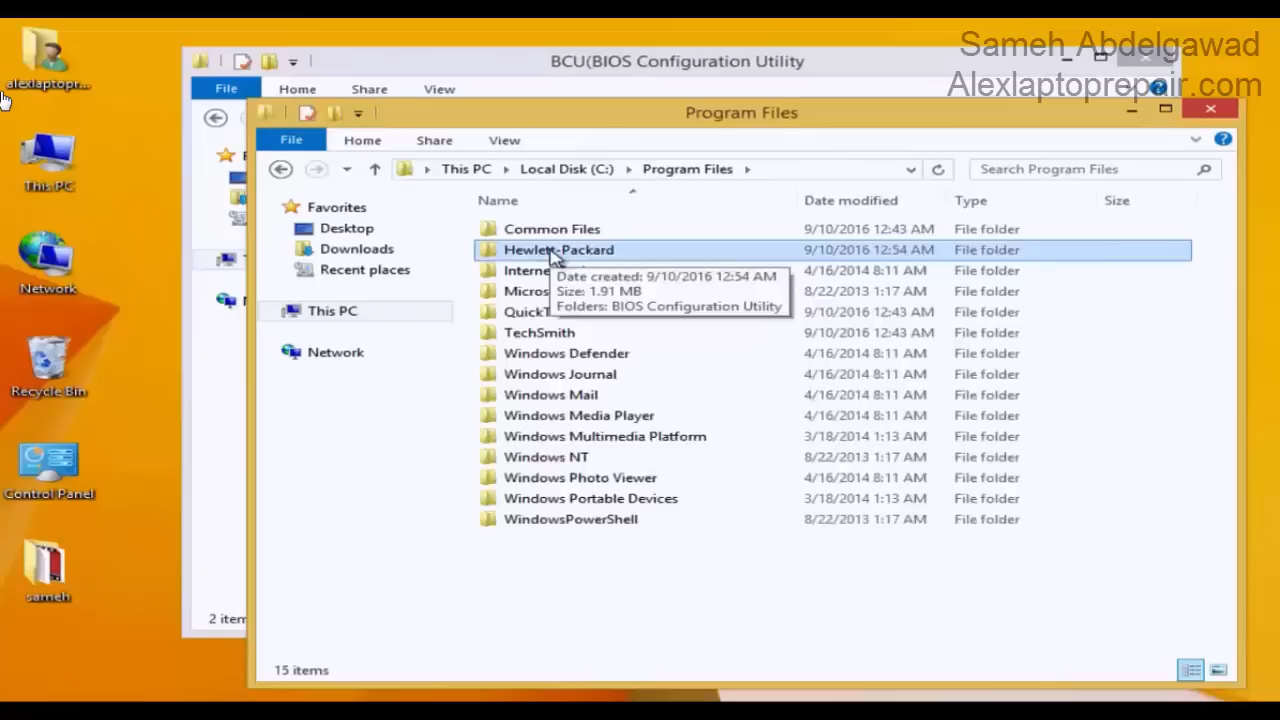 Sameh Abdelgawad
Alexlaptoprepair.com
alexlaptopr...
This PC
Network
Recycle Bin
Control Panel
sameh
BCU(BIOS Configuration Utility
File Home Share View
2 item
Program Files
File Home Share View
This PC Local Disk (C:) Program Files
Search Program Files
Favorites
Desktop
Downloads
Recent places
This PC
Network
Name Date modified Type Size
Common Files 9/10/2016 12:43 AM File folder
Hewlett-Packard 9/10/2016 12:54 AM File folder
Interne 4/16/2014 8:11 AM File folder
Micros 8/22/2013 1:17 AM File folder
QuickT 9/10/2016 12:43 AM File folder
TechSmith 9/10/2016 12:43 AM File folder
Windows Defender 4/16/2014 8:11 AM File folder
Windows Journal 4/16/2014 8:11 AM File folder
Windows Mail 4/16/2014 8:11 AM File folder
Windows Media Player 4/16/2014 8:11 AM File folder
Windows Multimedia Platform 3/18/2014 1:13 AM File folder
Windows NT 8/22/2013 1:17 AM File folder
Windows Photo Viewer 4/16/2014 8:11 AM File folder
Windows Portable Devices 3/18/2014 1:13 AM File folder
WindowsPowerShell 8/22/2013 1:17 AM File folder
Date created: 9/10/2016 12:54 AM
Size: 1.91 MB
Folders: BIOS Configuration Utility
15 items